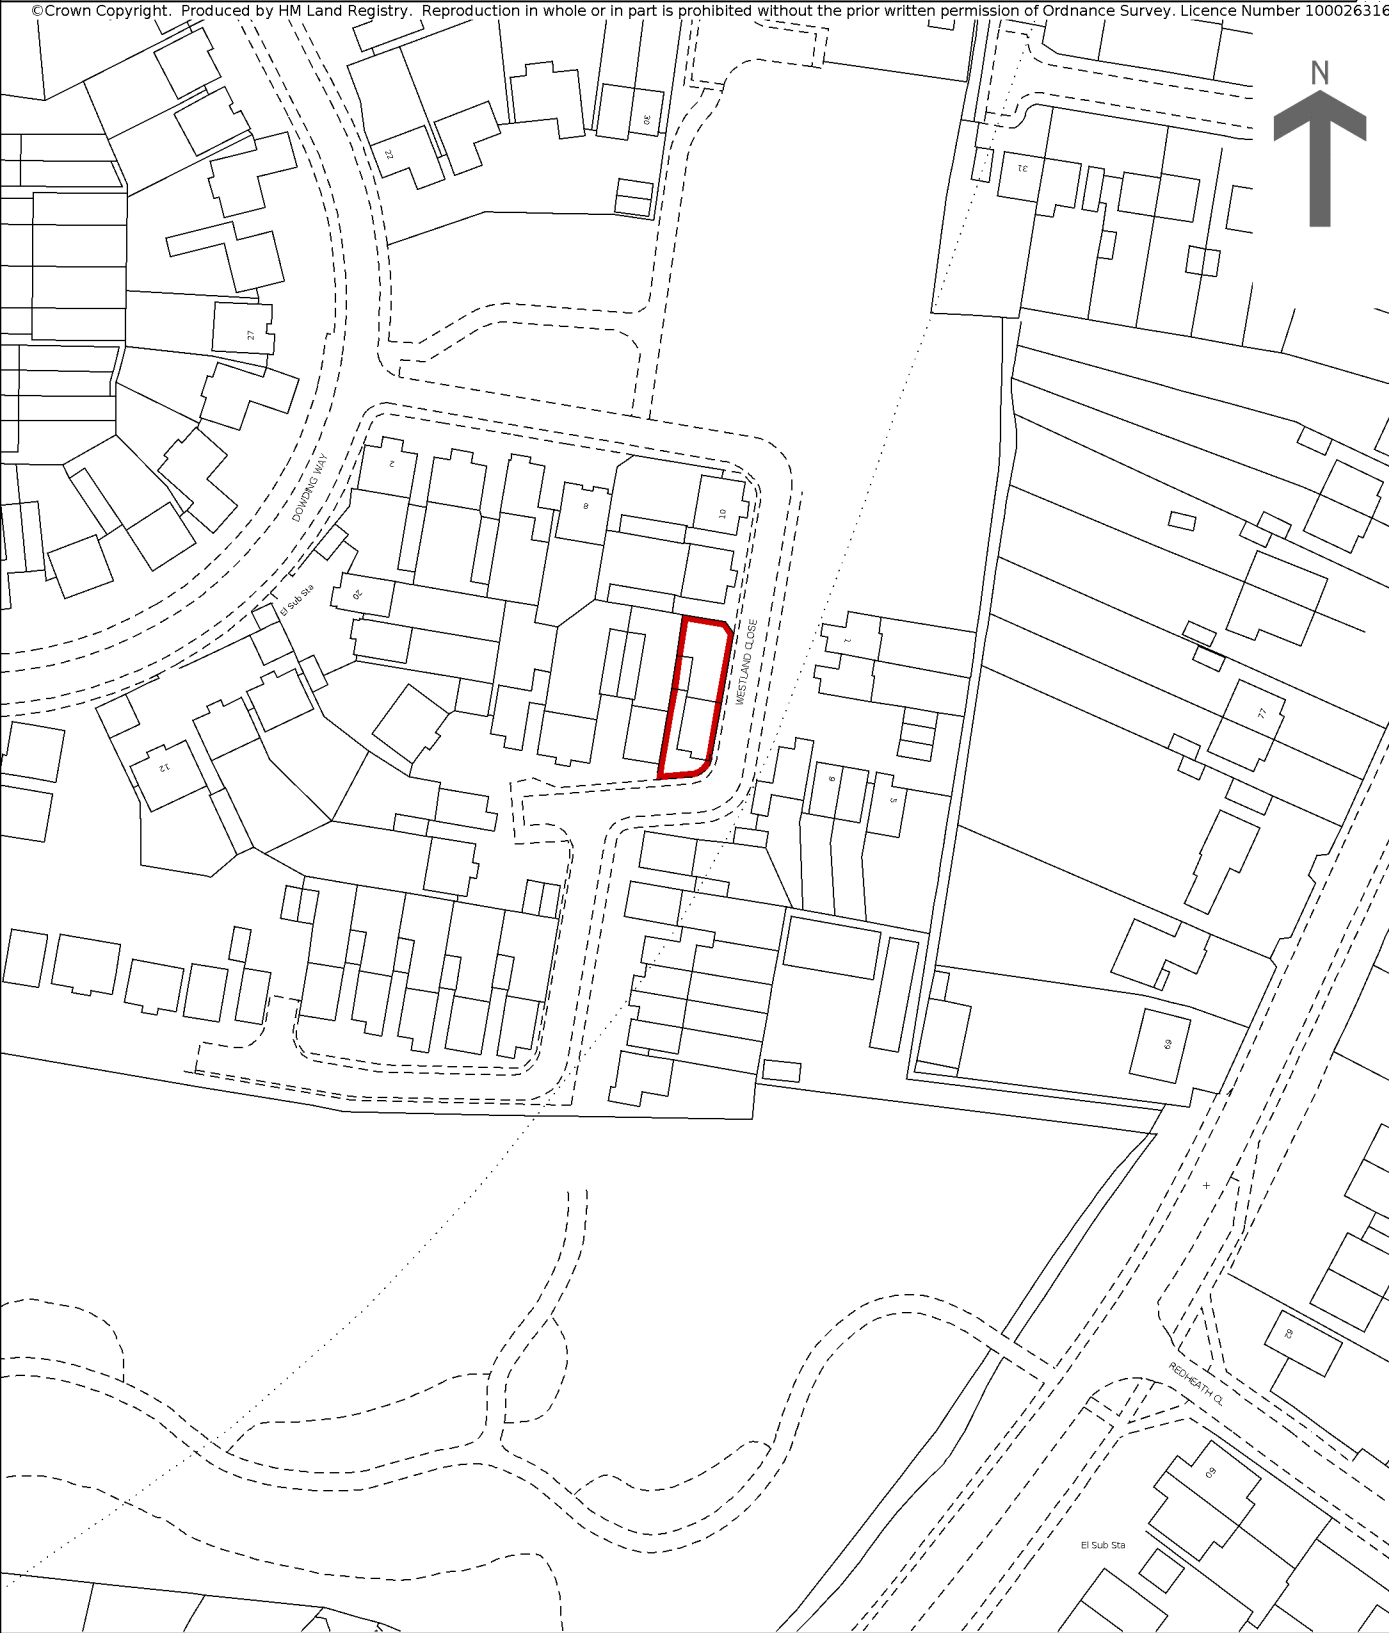 ©Crown Copyright. Produced by HM Land Registry. Reproduction in whole or in part is prohibited without the prior written permission of Ordnance Survey. Licence Number 100026316
N
30
22
31
27
DOWDING WAY
2
8
10
El Sub Sta
20
WESTLAND CLOSE
1
77
12
9
5
69
62
REDHEATH CL
60
El Sub Sta